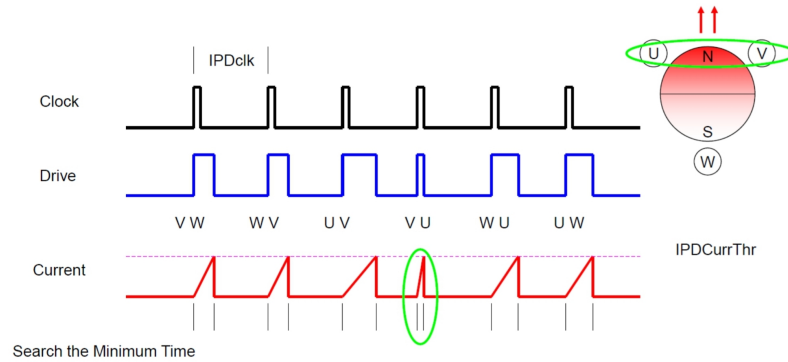 IPDclk
U
N
V
Clock
S
W
Drive
V W
W V
U V
V U
W U
U W
IPDCurrThr
Current
Search the Minimum Time